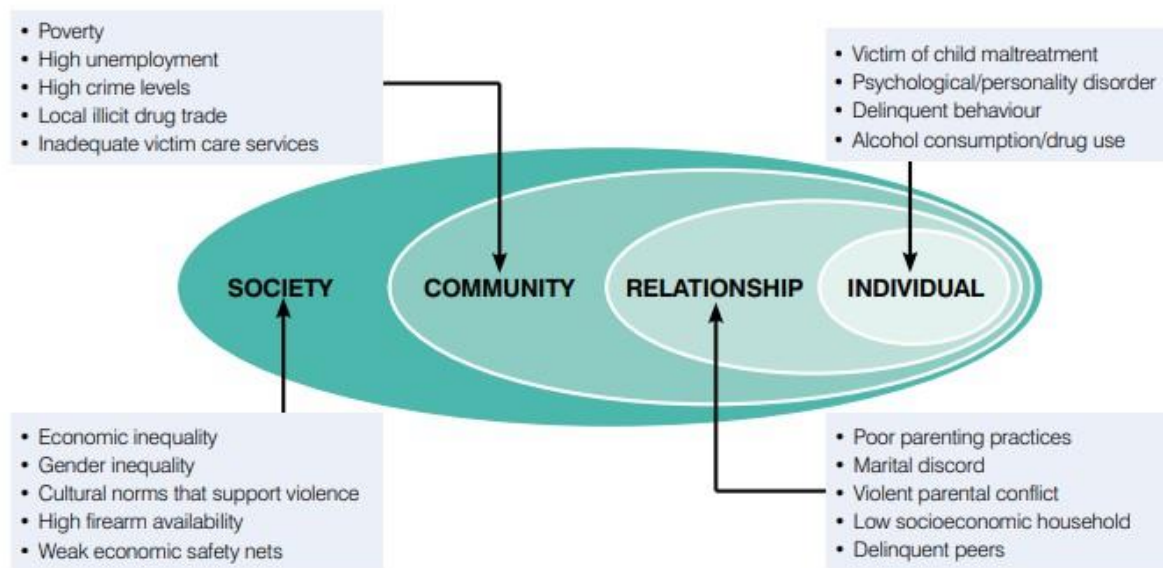 • Poverty
• High unemployment
• High crime levels
• Local illicit drug trade
• Inadequate victim care services
• Victim of child maltreatment
• Psychological/personality disorder
• Delinquent behaviour
• Alcohol consumption/drug use
SOCIETY COMMUNITY RELATIONSHIP INDIVIDUAL
• Economic inequality
• Gender inequality
• Cultural norms that support violence
• High firearm availability
• Weak economic safety nets
• Poor parenting practices
• Marital discord
• Violent parental conflict
• Low socioeconomic household
• Delinquent peers